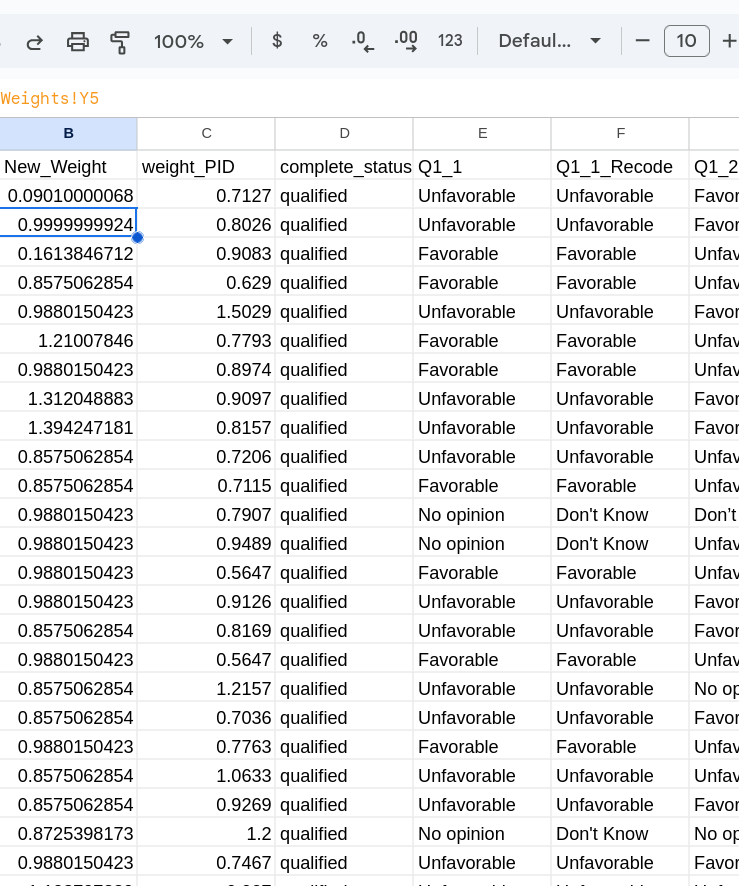 100% $ % .0 .00 123 Defaul... 10
Weights!Y5
B C D E F
New_Weight weight_PID complete_status Q1_1 Q1_1_Recode Q1_2
0.09010000068 0.7127 qualified Unfavorable Unfavorable Favor
0.9999999924 0.8026 qualified Unfavorable Unfavorable Favor
0.1613846712 0.9083 qualified Favorable Favorable Unfav
0.8575062854 0.629 qualified Favorable Favorable Unfav
0.9880150423 1.5029 qualified Unfavorable Unfavorable Favor
1.21007846 0.7793 qualified Favorable Favorable Unfav
0.9880150423 0.8974 qualified Favorable Favorable Unfav
1.312048883 0.9097 qualified Unfavorable Unfavorable Favor
1.394247181 0.8157 qualified Unfavorable Unfavorable Favor
0.8575062854 0.7206 qualified Unfavorable Unfavorable Unfav
0.8575062854 0.7115 qualified Favorable Favorable Unfav
0.9880150423 0.7907 qualified No opinion Don't Know Don't
0.9880150423 0.9489 qualified No opinion Don't Know Unfav
0.9880150423 0.5647 qualified Favorable Favorable Unfav
0.9880150423 0.9126 qualified Unfavorable Unfavorable Favor
0.8575062854 0.8169 qualified Unfavorable Unfavorable Favor
0.9880150423 0.5647 qualified Favorable Favorable Unfav
0.8575062854 1.2157 qualified Unfavorable Unfavorable No op
0.8575062854 0.7036 qualified Unfavorable Unfavorable Favor
0.9880150423 0.7763 qualified Favorable Favorable Unfav
0.8575062854 1.0633 qualified Unfavorable Unfavorable Unfav
0.8575062854 0.9269 qualified Unfavorable Unfavorable Favor
0.8725398173 1.2 qualified No opinion Don't Know No op
0.9880150423 0.7467 qualified Unfavorable Unfavorable Favor